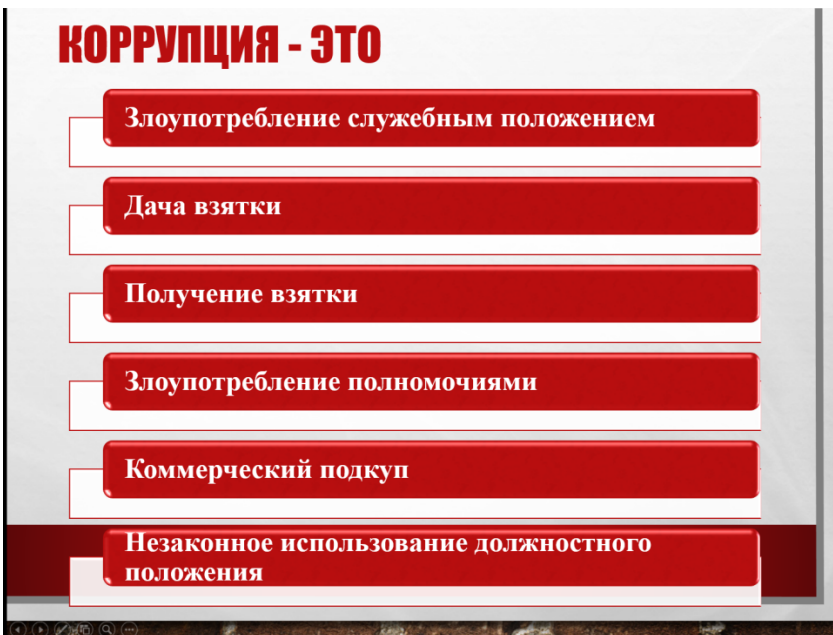 КОРРУПЦИЯ - ЭТО
Злоупотребление служебным положением
Дача взятки
Получение взятки
Злоупотребление полномочиями
Коммерческий подкуп
Незаконное использование должностного
положения